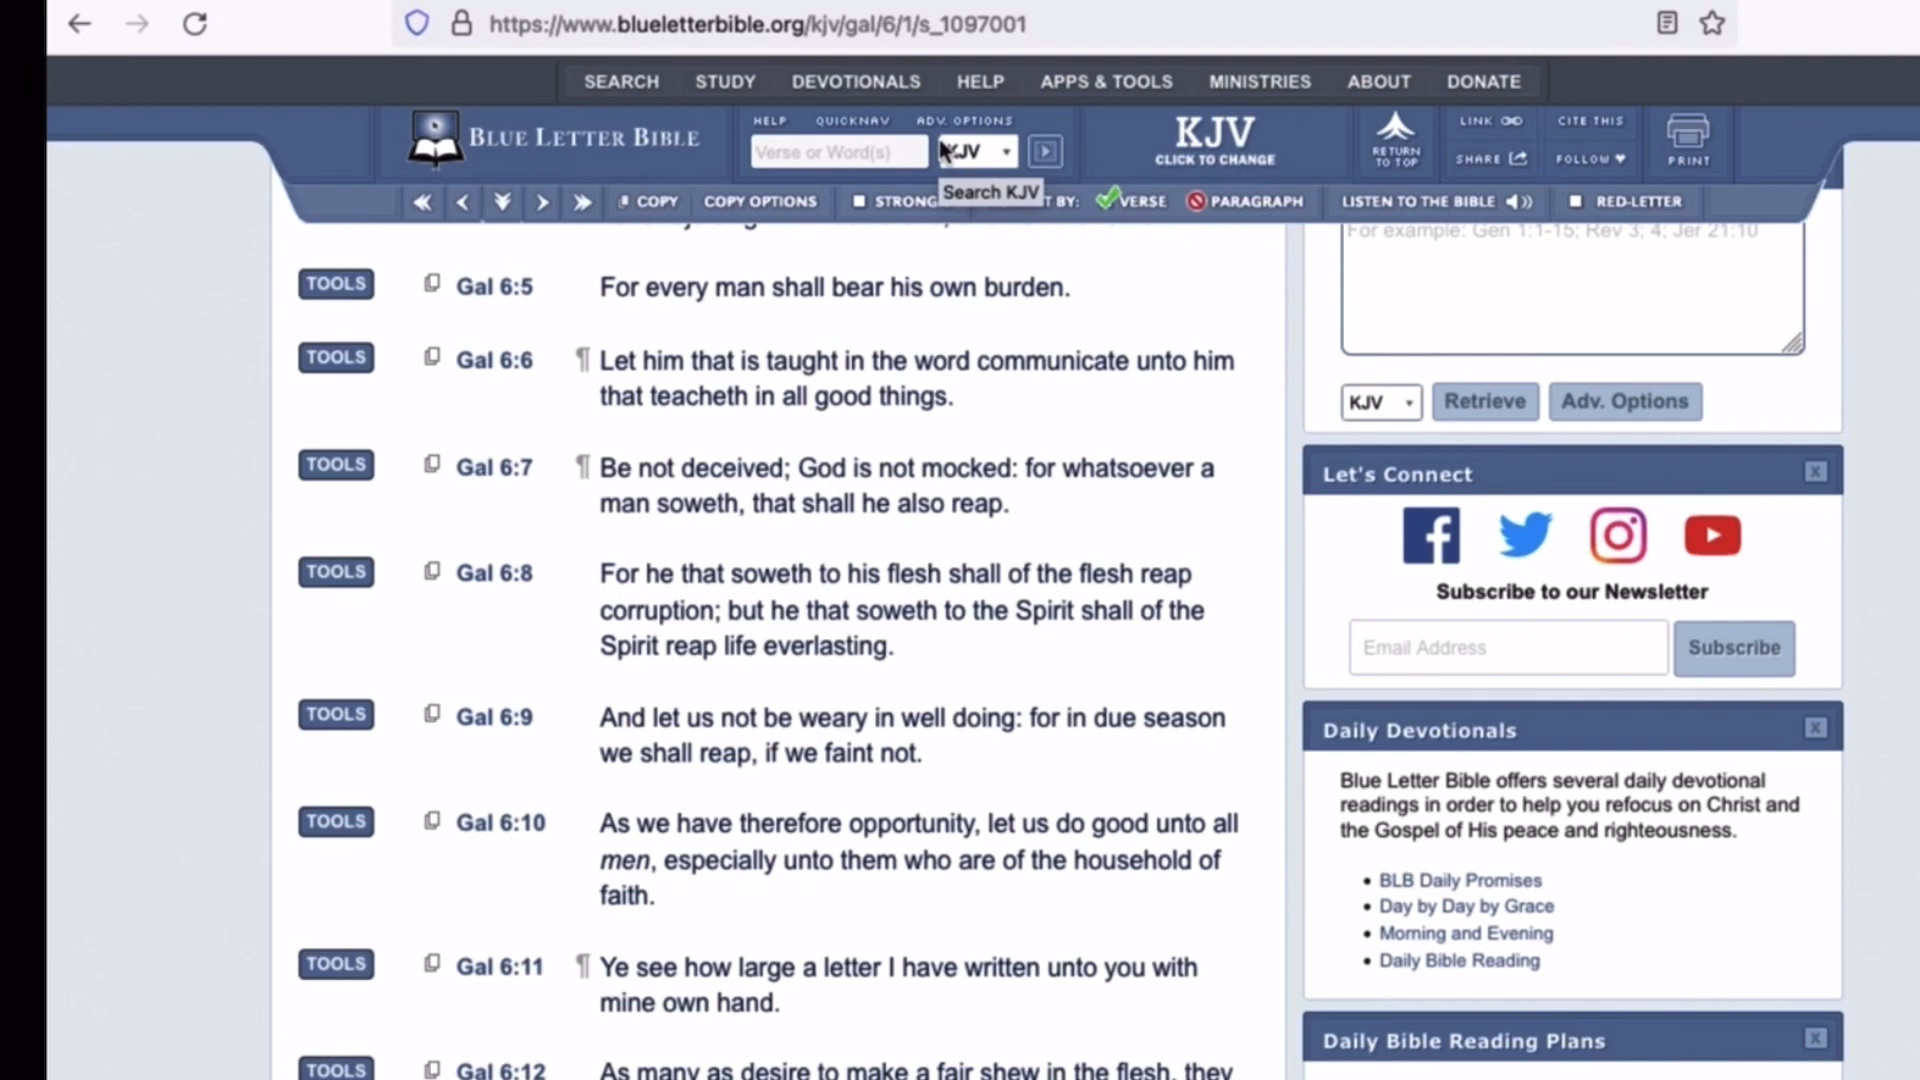 https://www.blueletterbible.org/kjv/gal/6/1/s_1097001
SEARCH STUDY DEVOTIONALS HELP APPS & TOOLS MINISTRIES ABOUT DONATE
BLUE LETTER BIBLE
HELP QUICKNAV ADV. OPTIONS
Verse or Word(s) KJV
KJV
CLICK TO CHANGE
RETURN
TO TOP
LINK CITE THIS
SHARE FOLLOW
PRINT
Search KJV
COPY COPY OPTIONS STRONG T BY: VERSE PARAGRAPH LISTEN TO THE BIBLE RED-LETTER
For example: Gen 1:1-15; Rev 3; 4; Jer 21:10
TOOLS Gal 6:5 For every man shall bear his own burden.
TOOLS Gal 6:6 ¶ Let him that is taught in the word communicate unto him
that teacheth in all good things.
TOOLS Gal 6:7 ¶ Be not deceived; God is not mocked: for whatsoever a
man soweth, that shall he also reap.
TOOLS Gal 6:8 For he that soweth to his flesh shall of the flesh reap
corruption; but he that soweth to the Spirit shall of the
Spirit reap life everlasting.
TOOLS Gal 6:9 And let us not be weary in well doing: for in due season
we shall reap, if we faint not.
TOOLS Gal 6:10 As we have therefore opportunity, let us do good unto all
men, especially unto them who are of the household of
faith.
TOOLS Gal 6:11 ¶ Ye see how large a letter I have written unto you with
mine own hand.
TOOLS Gal 6:12 As many as desire to make a fair shew in the flesh, they
KJV Retrieve Adv. Options
Let's Connect X
Subscribe to our Newsletter
Email Address Subscribe
Daily Devotionals X
Blue Letter Bible offers several daily devotional
readings in order to help you refocus on Christ and
the Gospel of His peace and righteousness.
• BLB Daily Promises
• Day by Day by Grace
• Morning and Evening
• Daily Bible Reading
Daily Bible Reading Plans X